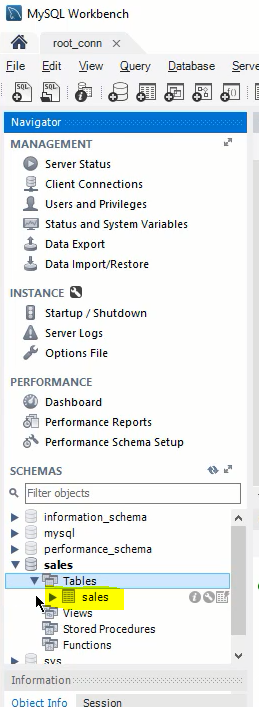 MySQL Workbench
root_conn
File Edit View Query Database Serve
Navigator
MANAGEMENT
Server Status
Client Connections
Users and Privileges
Status and System Variables
Data Export
Data Import/Restore
INSTANCE
Startup / Shutdown
Server Logs
Options File
PERFORMANCE
Dashboard
Performance Reports
Performance Schema Setup
SCHEMAS
Filter objects
information_schema
mysql
performance_schema
sales
Tables
sales
Views
Stored Procedures
Functions
sys
Information
Object Info Session